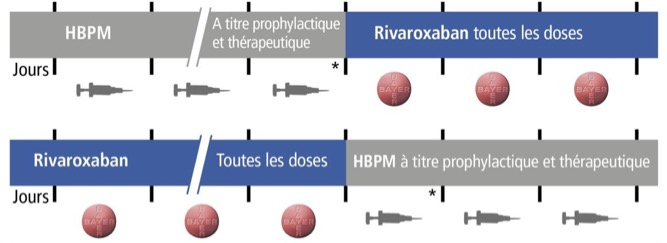 HBPM
A titre prophylactique
et thérapeutique
Rivaroxaban toutes les doses
Jours
*
BAYER
BAYER
BAYER
Rivaroxaban
Toutes les doses
HBPM à titre prophylactique et thérapeutique
Jours
*
BAYER
BAYER
BAYER